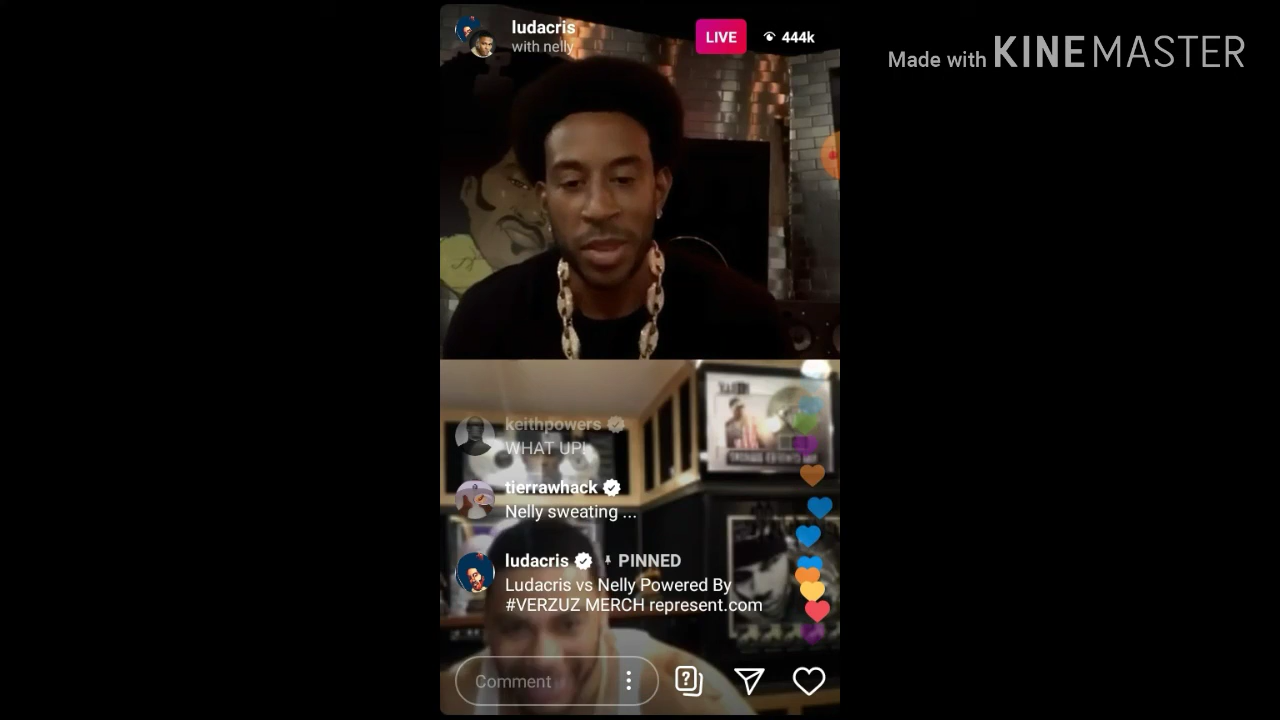 ludacris
with nelly
LIVE
444k
Made with KINEMASTER
keithpowers
WHAT UP!
tierrawhack
Nelly sweating ...
ludacris PINNED
Ludacris vs Nelly Powered By
#VERZUZ MERCH represent.com
Comment